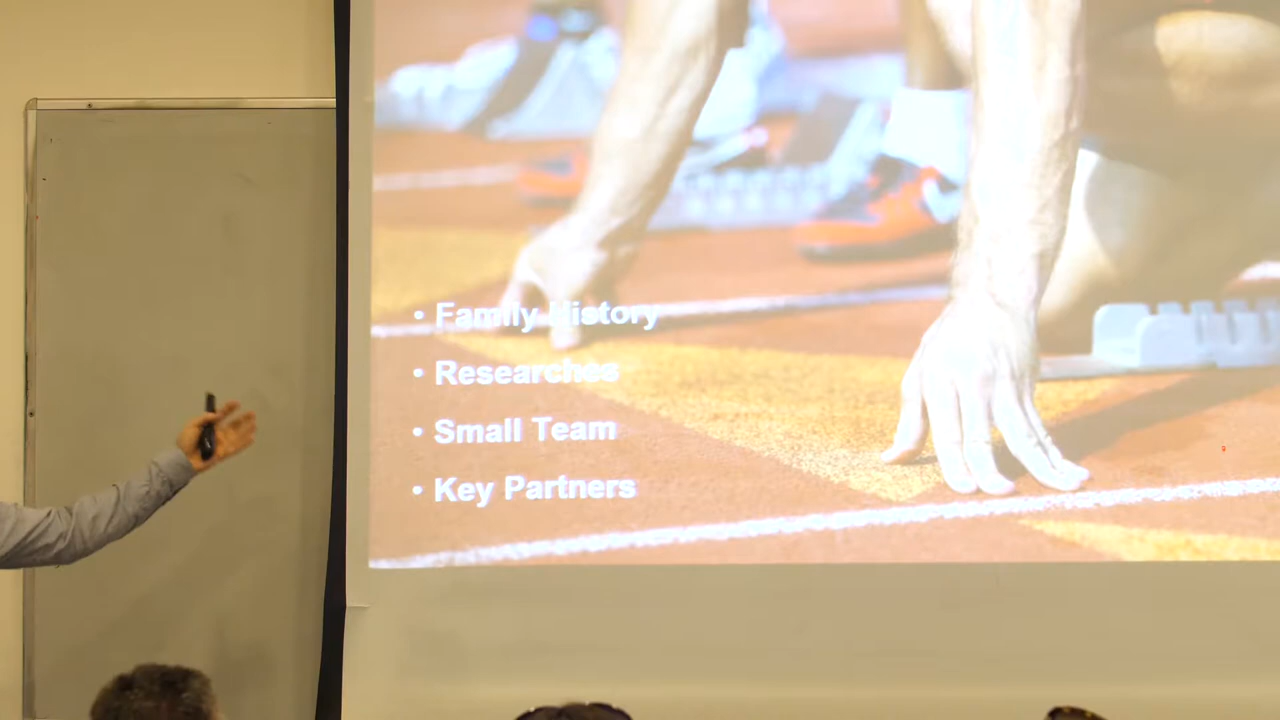 • Family History
• Researches
• Small Team
• Key Partners